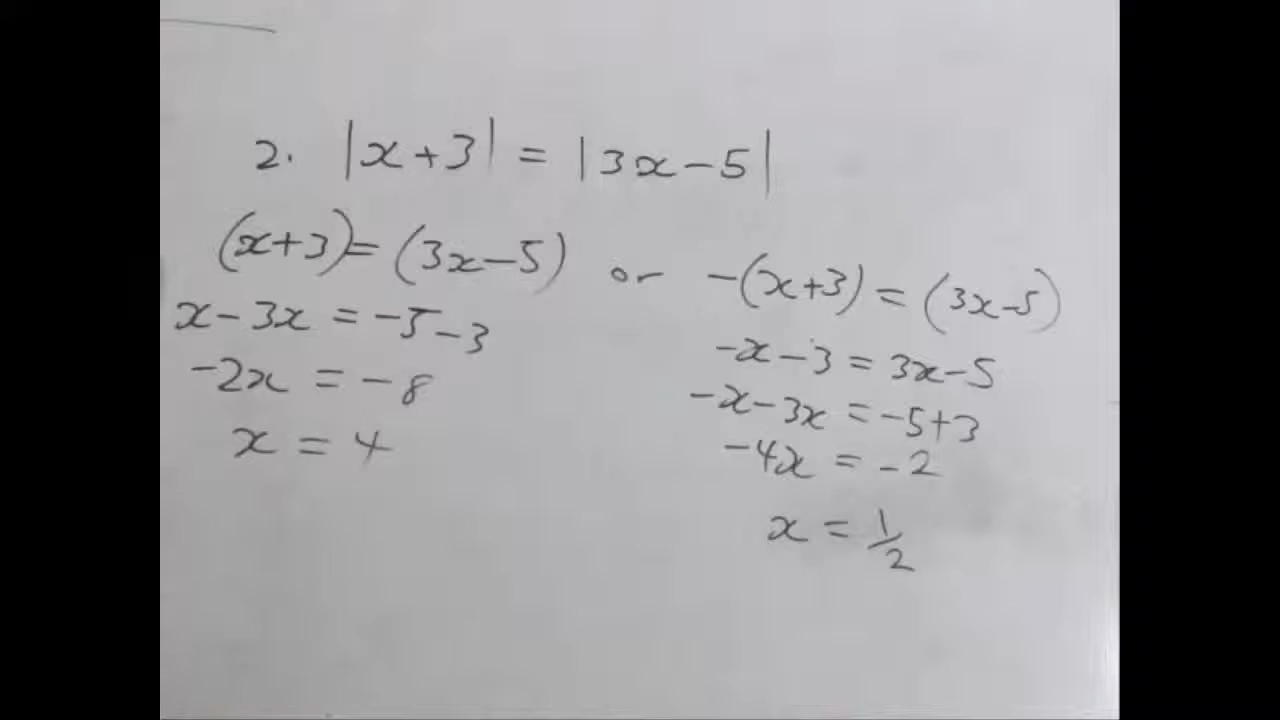 2. |x+3| = |3x-5|
(x+3) = (3x-5) or -(x+3) = (3x-5)
x-3x = -5-3
-2x = -8
x = 4
-x-3 = 3x-5
-x-3x = -5+3
-4x = -2
x = 1/2